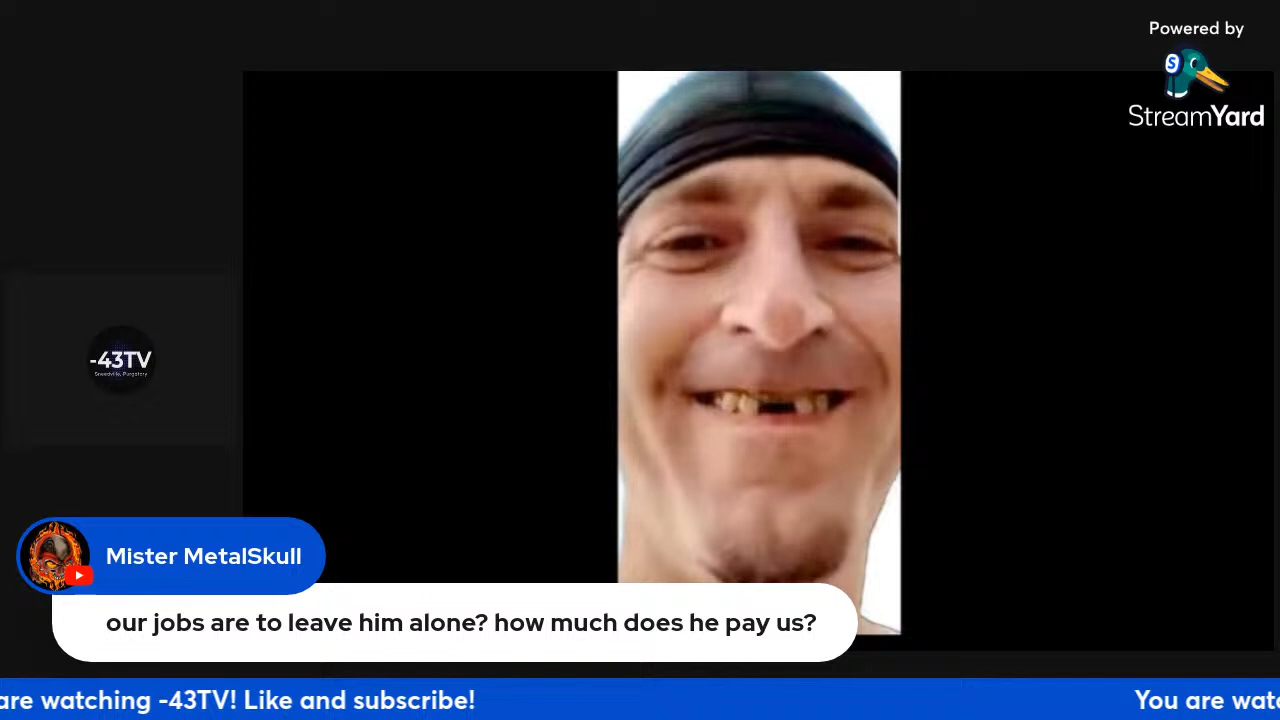 Powered by
StreamYard
-43TV
Mister MetalSkull
our jobs are to leave him alone? how much does he pay us?
are watching -43TV! Like and subscribe!
You are wat